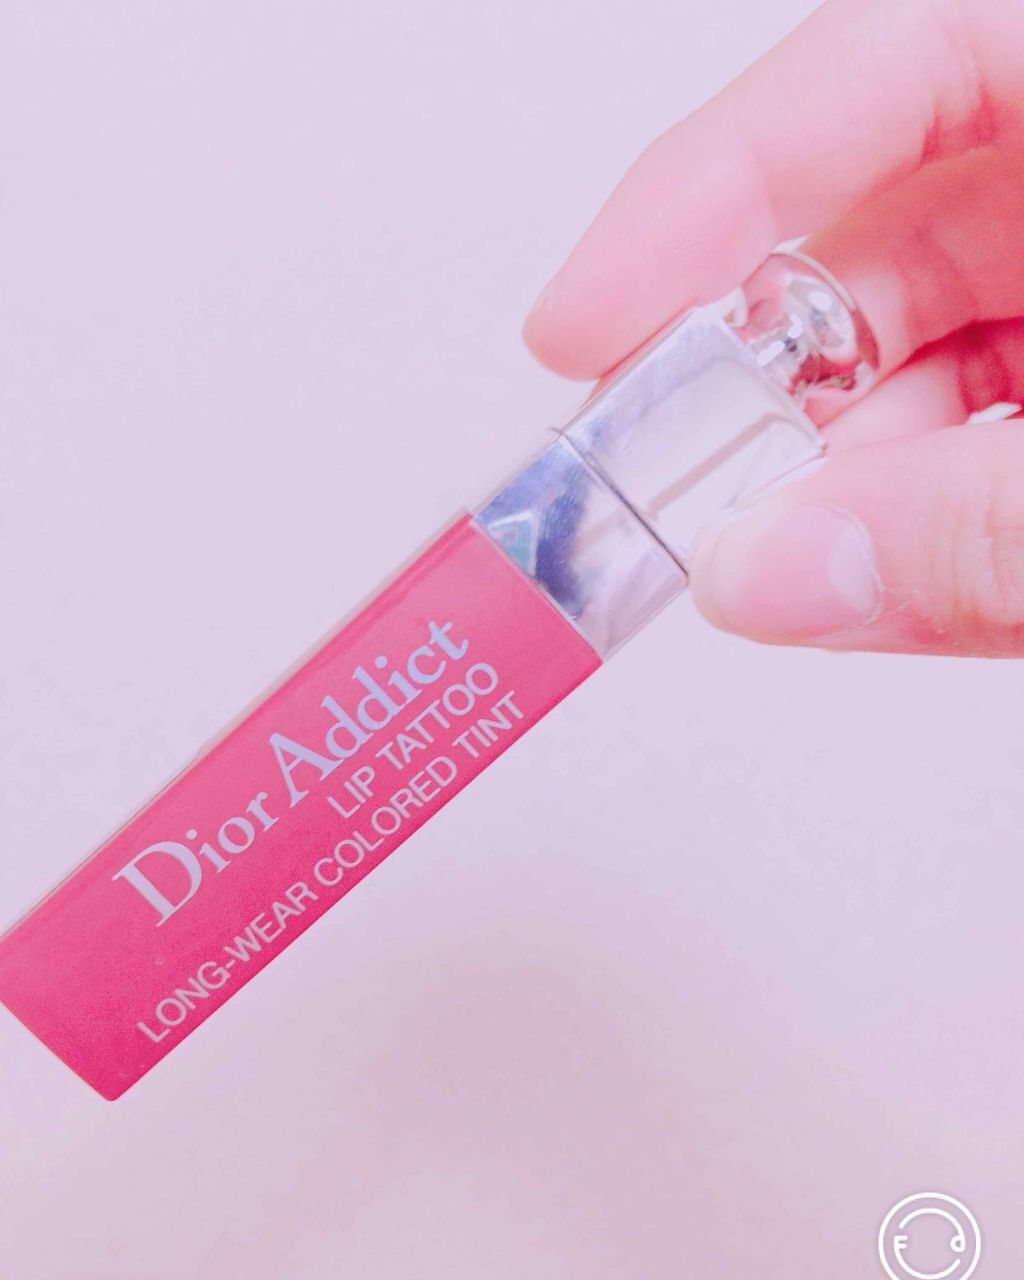 Dior Addict
LIP TATTOO
LONG-WEAR COLORED TINT
F d